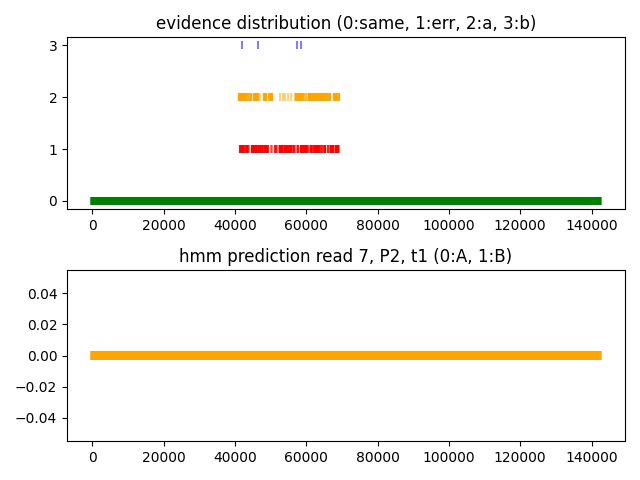 evidence distribution (0:same, 1:err, 2:a, 3:b)
3
2
1
0
0 20000 40000 60000 80000 100000 120000 140000
hmm prediction read 7, P2, t1 (0:A, 1:B)
0.04
0.02
0.00
−0.02
−0.04
0 20000 40000 60000 80000 100000 120000 140000